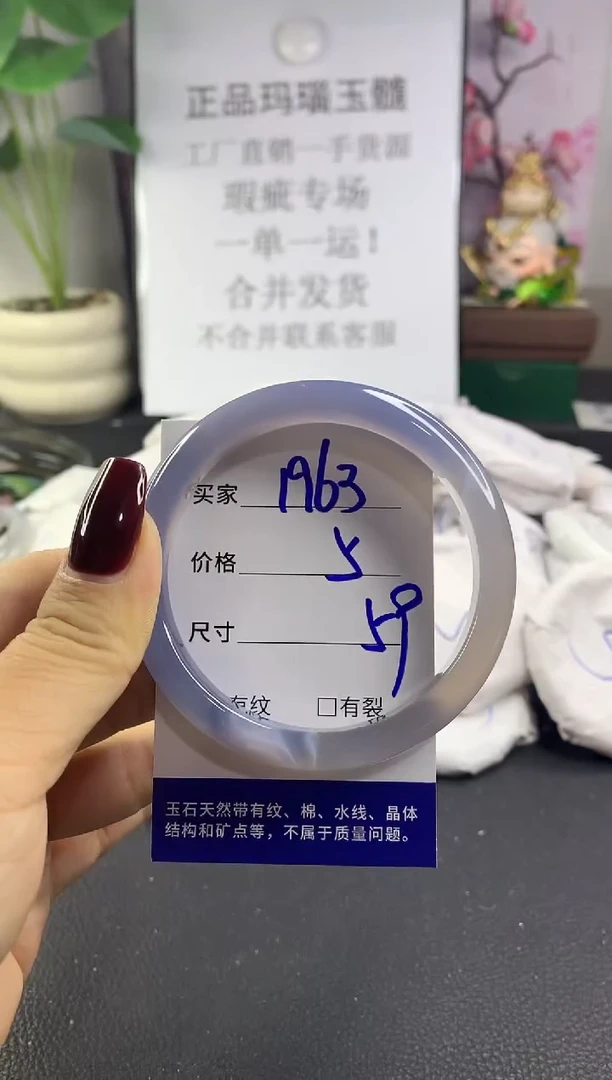 正品玛瑙玉髓
工厂直销一手货源
瑕疵专场
一单一运！
合并发货
不合并联系客服
买家 1963
价格 5
尺寸 59
有纹 □有裂
玉石天然带有纹、棉、水线、晶体
结构和矿点等，不属于质量问题。